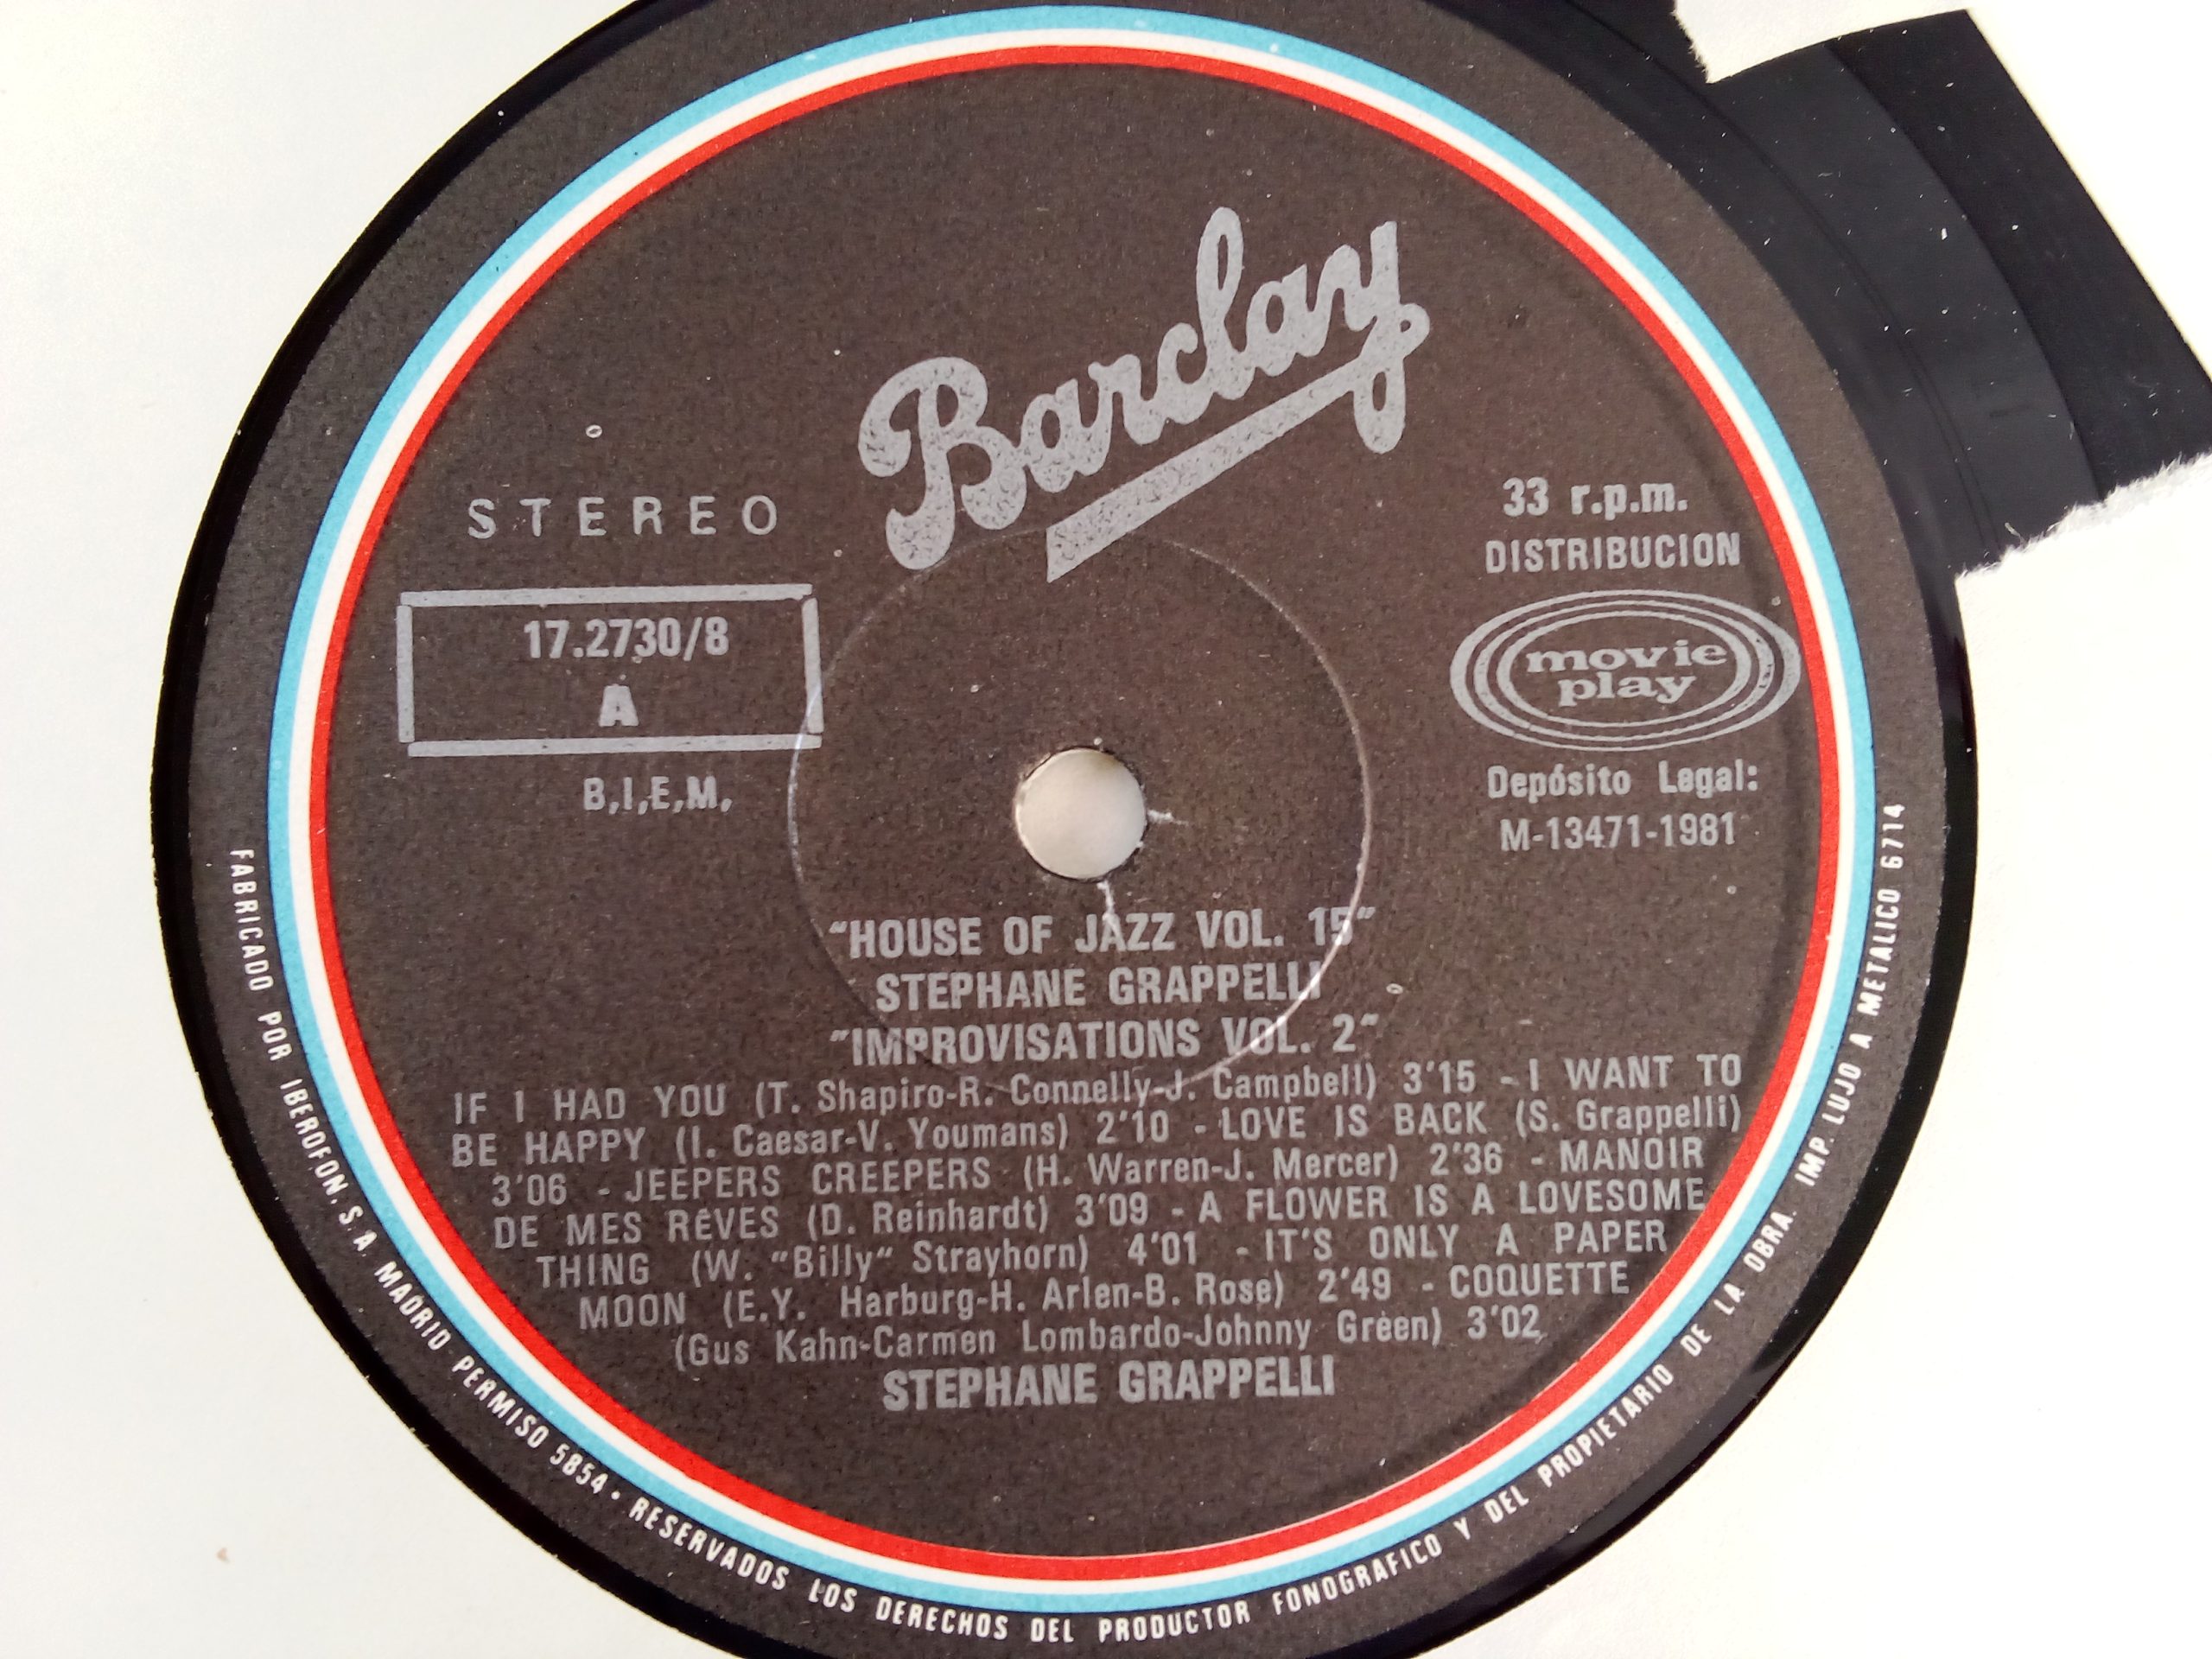 Barclay
STEREO
17.2730/8
A
B,I,E,M,
33 r.p.m.
DISTRIBUCION
movie
play
Depósito Legal:
M-13471-1981
"HOUSE OF JAZZ VOL. 15"
STEPHANE GRAPPELLI
"IMPROVISATIONS VOL. 2"
IF I HAD YOU (T. Shapiro-R. Connelly-J. Campbell) 3'15 - I WANT TO
BE HAPPY (I. Caesar-V. Youmans) 2'10 - LOVE IS BACK (S. Grappelli)
3'06 - JEEPERS CREEPERS (H. Warren-J. Mercer) 2'36 - MANOIR
DE MES RÊVES (D. Reinhardt) 3'09 - A FLOWER IS A LOVESOME
THING (W. "Billy" Strayhorn) 4'01 - IT'S ONLY A PAPER
MOON (E.Y. Harburg-H. Arlen-B. Rose) 2'49 - COQUETTE
(Gus Kahn-Carmen Lombardo-Johnny Green) 3'02
STEPHANE GRAPPELLI
FABRICADO POR IBEROFON, S. A. MADRID PERMISO 5854 • RESERVADOS LOS DERECHOS DEL PRODUCTOR FONOGRAFICO Y DEL PROPIETARIO DE LA OBRA. IMP. LUJO A METALICO 6714